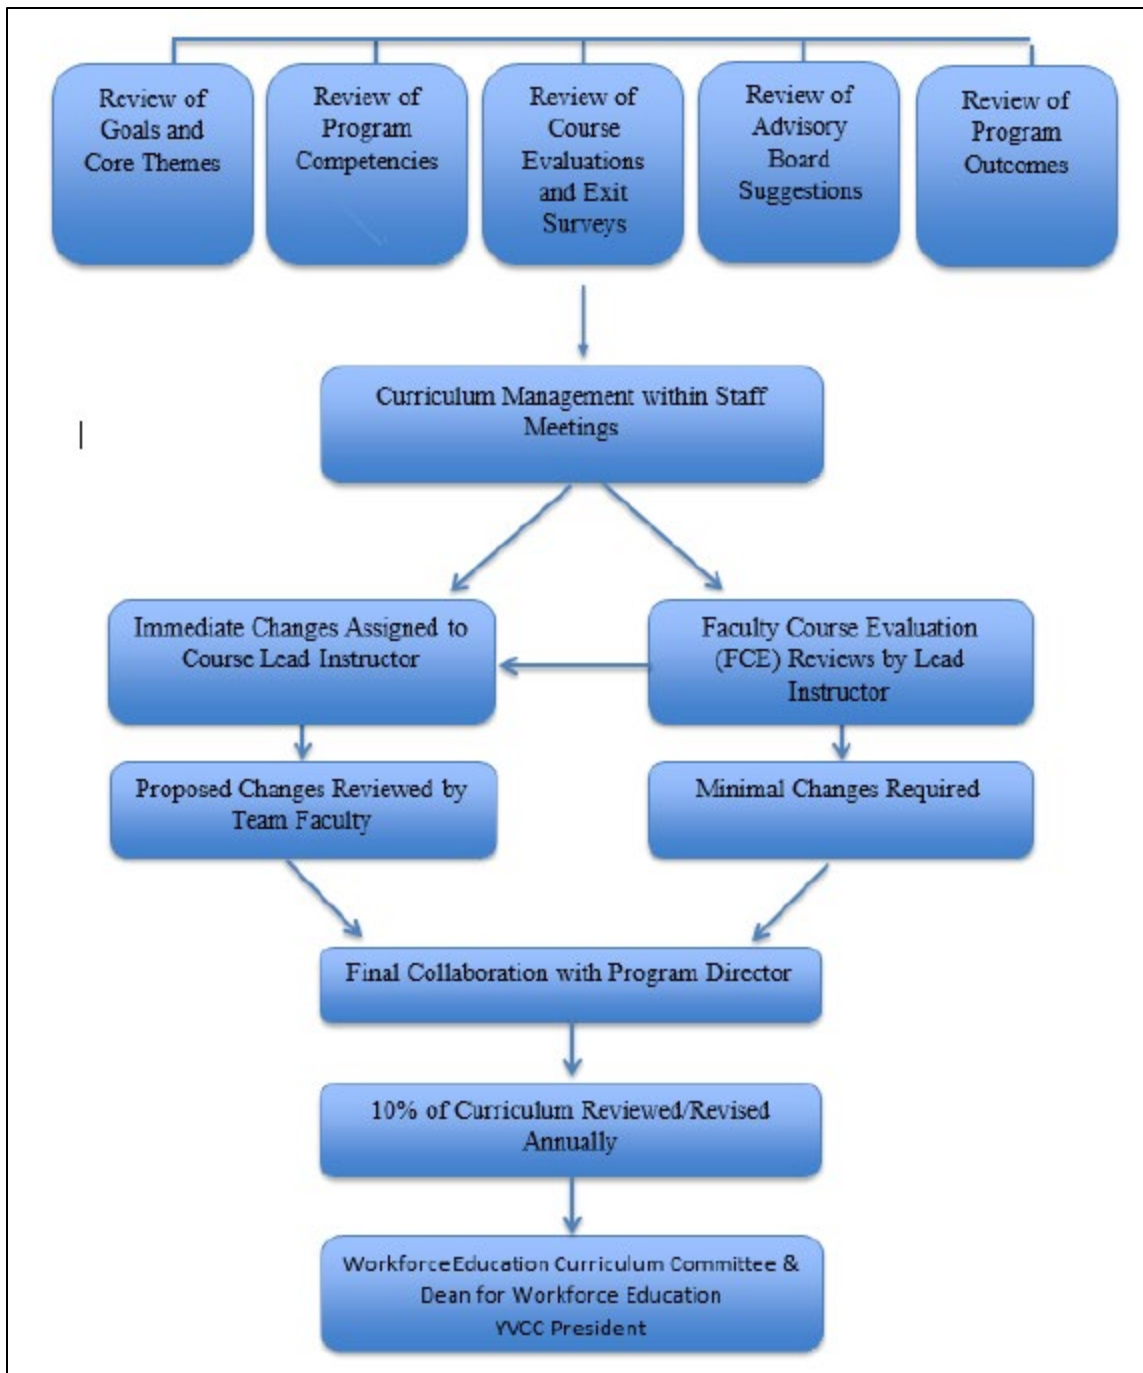 Review of
Goals and
Core Themes
Review of
Program
Competencies
Review of
Course
Evaluations
and Exit
Surveys
Review of
Advisory
Board
Suggestions
Review of
Program
Outcomes
Curriculum Management within Staff
Meetings
Immediate Changes Assigned to
Course Lead Instructor
Faculty Course Evaluation
(FCE) Reviews by Lead
Instructor
Proposed Changes Reviewed by
Team Faculty
Minimal Changes Required
Final Collaboration with Program Director
10% of Curriculum Reviewed/Revised
Annually
Workforce Education Curriculum Committee &
Dean for Workforce Education
YVCC President